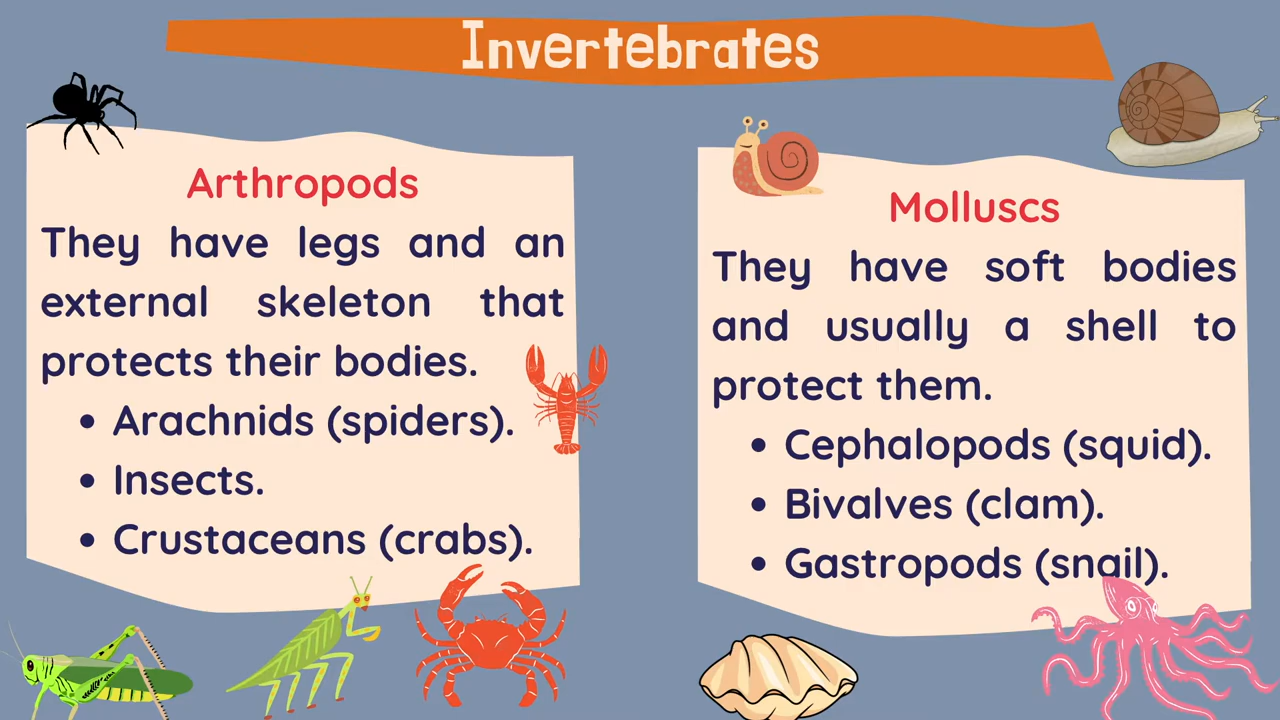 Invertebrates
Arthropods
They have legs and an
external skeleton that
protects their bodies.
• Arachnids (spiders).
• Insects.
• Crustaceans (crabs).
Molluscs
They have soft bodies
and usually a shell to
protect them.
• Cephalopods (squid).
• Bivalves (clam).
• Gastropods (snail).